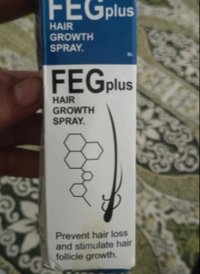 FEGplus
HAIR
GROWTH
SPRAY.
FEGplus
HAIR
GROWTH
SPRAY.
Prevent hair loss
and stimulate hair
follicle growth.